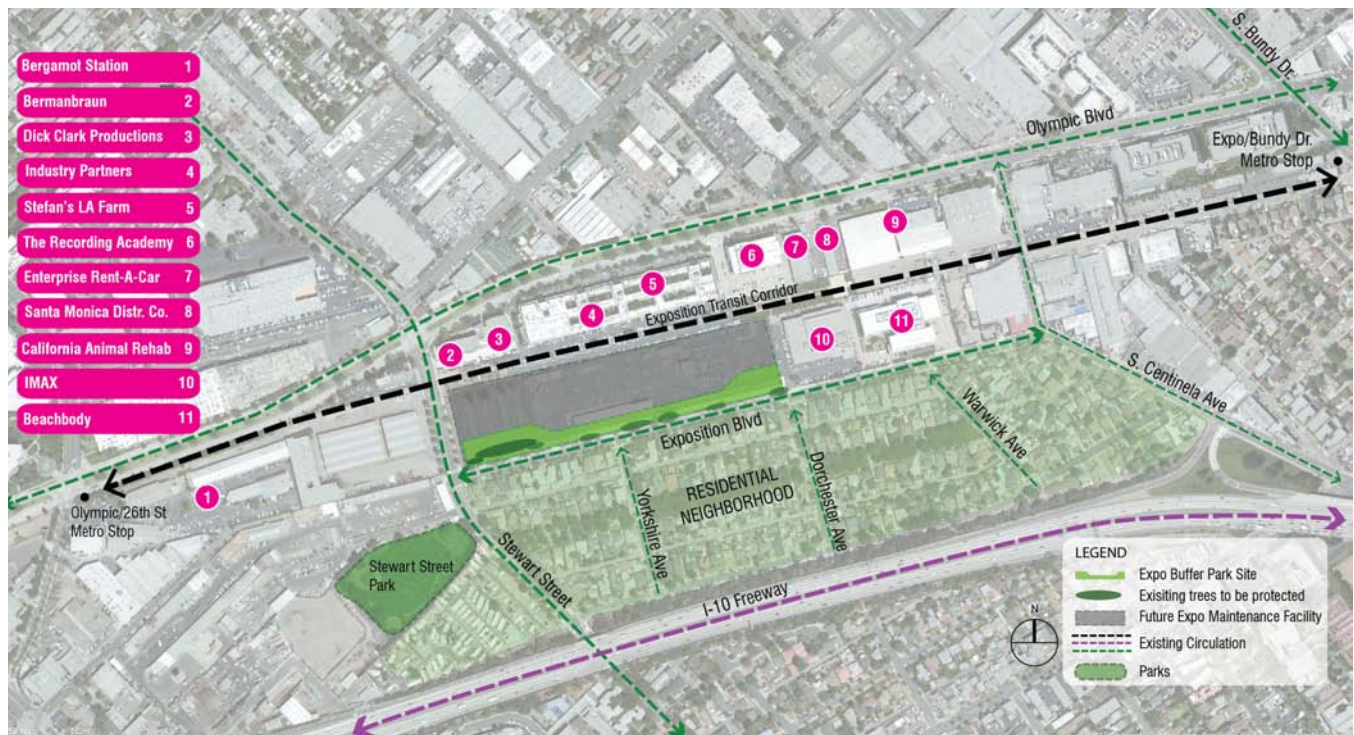 Bergamot Station 1
Bermanbraun 2
Dick Clark Productions 3
Industry Partners 4
Stefan's LA Farm 5
The Recording Academy 6
Enterprise Rent-A-Car 7
Santa Monica Distr. Co. 8
California Animal Rehab 9
IMAX 10
Beachbody 11
S. Bundy Dr.
Olympic Blvd
Expo/Bundy Dr.
Metro Stop
9
8
7
6
5
4
Exposition Transit Corridor
3
2
11
10
S. Centinela Ave
Warwick Ave
Exposition Blvd
Dorchester Ave
RESIDENTIAL
NEIGHBORHOOD
Yorkshire Ave
1
Olympic/26th St
Metro Stop
Stewart Street
Park
Stewart Street
I-10 Freeway
N
LEGEND
Expo Buffer Park Site
Exisiting trees to be protected
Future Expo Maintenance Facility
Existing Circulation
Parks